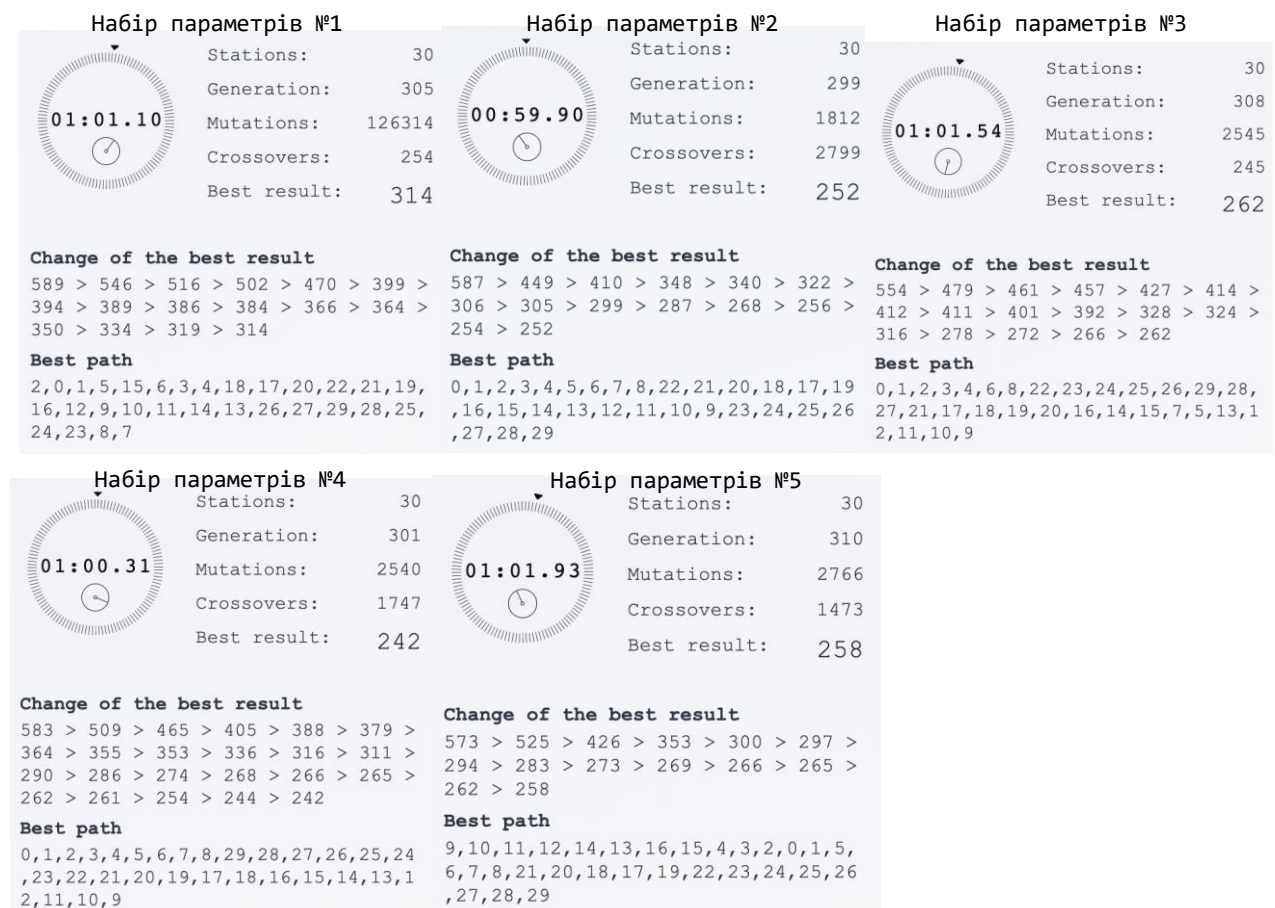 Набір параметрів №1
01:01.10
Stations: 30
Generation: 305
Mutations: 126314
Crossovers: 254
Best result: 314
Change of the best result
589 > 546 > 516 > 502 > 470 > 399 >
394 > 389 > 386 > 384 > 366 > 364 >
350 > 334 > 319 > 314
Best path
2,0,1,5,15,6,3,4,18,17,20,22,21,19,
16,12,9,10,11,14,13,26,27,29,28,25,
24,23,8,7
Набір параметрів №2
00:59.90
Stations: 30
Generation: 299
Mutations: 1812
Crossovers: 2799
Best result: 252
Change of the best result
587 > 449 > 410 > 348 > 340 > 322 >
306 > 305 > 299 > 287 > 268 > 256 >
254 > 252
Best path
0,1,2,3,4,5,6,7,8,22,21,20,18,17,19
,16,15,14,13,12,11,10,9,23,24,25,26
,27,28,29
Набір параметрів №3
01:01.54
Stations: 30
Generation: 308
Mutations: 2545
Crossovers: 245
Best result: 262
Change of the best result
554 > 479 > 461 > 457 > 427 > 414 >
412 > 411 > 401 > 392 > 328 > 324 >
316 > 278 > 272 > 266 > 262
Best path
0,1,2,3,4,6,8,22,23,24,25,26,29,28,
27,21,17,18,19,20,16,14,15,7,5,13,1
2,11,10,9
Набір параметрів №4
01:00.31
Stations: 30
Generation: 301
Mutations: 2540
Crossovers: 1747
Best result: 242
Change of the best result
583 > 509 > 465 > 405 > 388 > 379 >
364 > 355 > 353 > 336 > 316 > 311 >
290 > 286 > 274 > 268 > 266 > 265 >
262 > 261 > 254 > 244 > 242
Best path
0,1,2,3,4,5,6,7,8,29,28,27,26,25,24
,23,22,21,20,19,17,18,16,15,14,13,1
2,11,10,9
Набір параметрів №5
01:01.93
Stations: 30
Generation: 310
Mutations: 2766
Crossovers: 1473
Best result: 258
Change of the best result
573 > 525 > 426 > 353 > 300 > 297 >
294 > 283 > 273 > 269 > 266 > 265 >
262 > 258
Best path
9,10,11,12,14,13,16,15,4,3,2,0,1,5,
6,7,8,21,20,18,17,19,22,23,24,25,26
,27,28,29